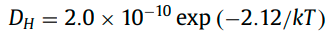 D_H = 2.0 × 10^{−10} exp (−2.12/kT)